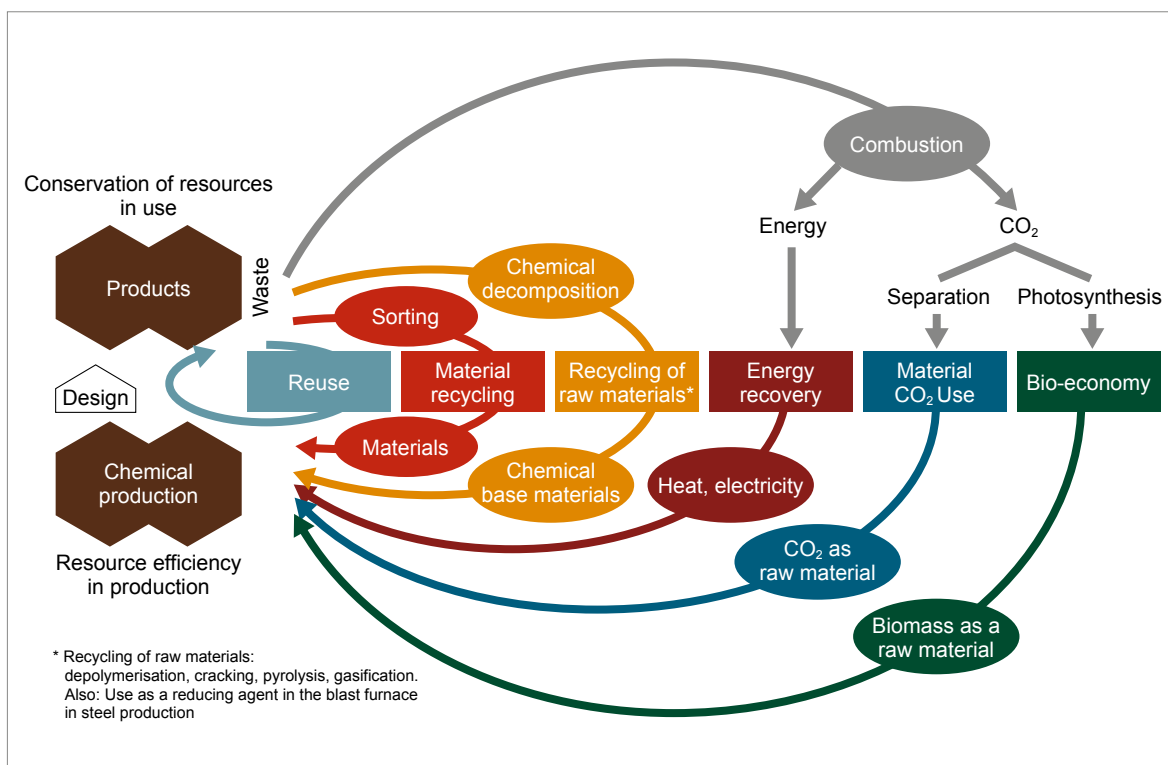 Combustion
Conservation of resources
in use
Energy
CO₂
Products
Waste
Chemical
decomposition
Separation
Photosynthesis
Sorting
Design
Reuse
Material
recycling
Recycling of
raw materials*
Energy
recovery
Material
CO₂ Use
Bio-economy
Chemical
production
Materials
Chemical
base materials
Heat, electricity
Resource efficiency
in production
CO₂ as
raw material
Biomass as a
raw material
* Recycling of raw materials:
depolymerisation, cracking, pyrolysis, gasification.
Also: Use as a reducing agent in the blast furnace
in steel production